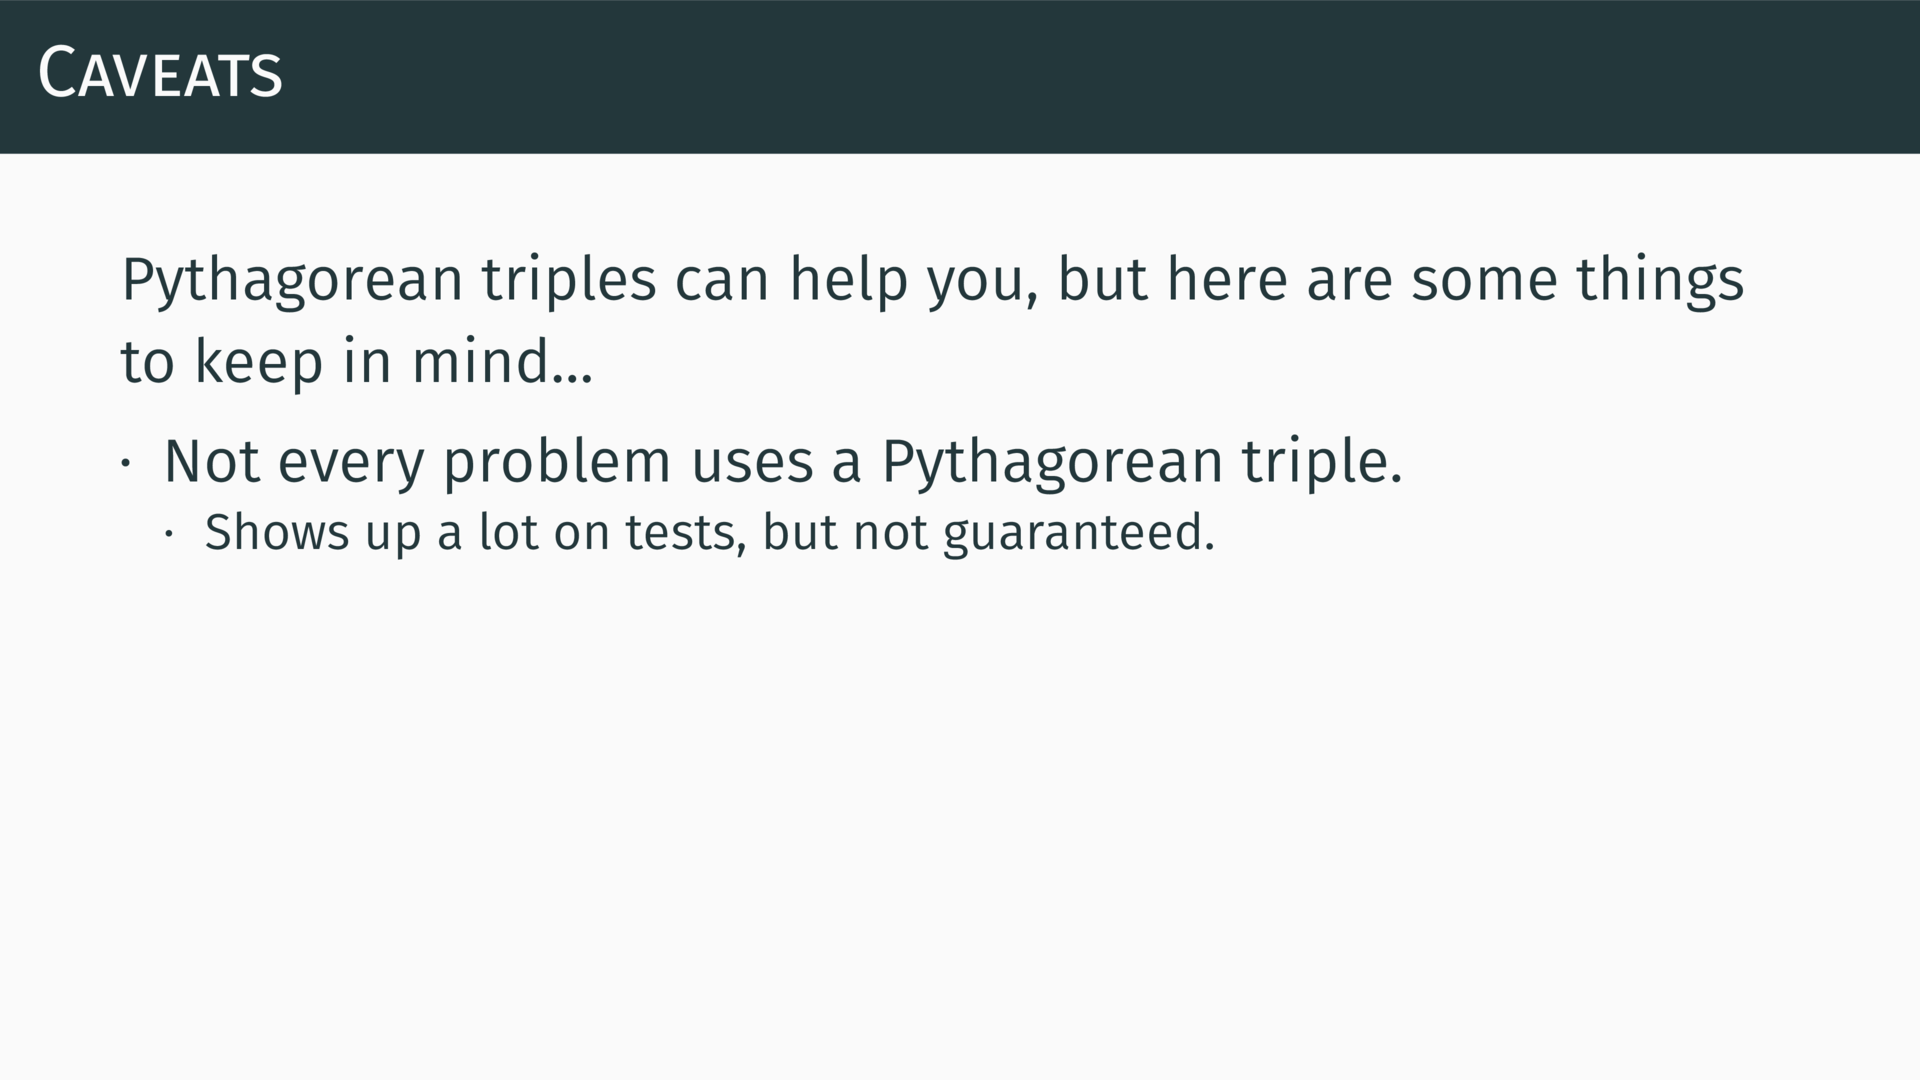 CAVEATS
Pythagorean triples can help you, but here are some things
to keep in mind...
· Not every problem uses a Pythagorean triple.
· Shows up a lot on tests, but not guaranteed.